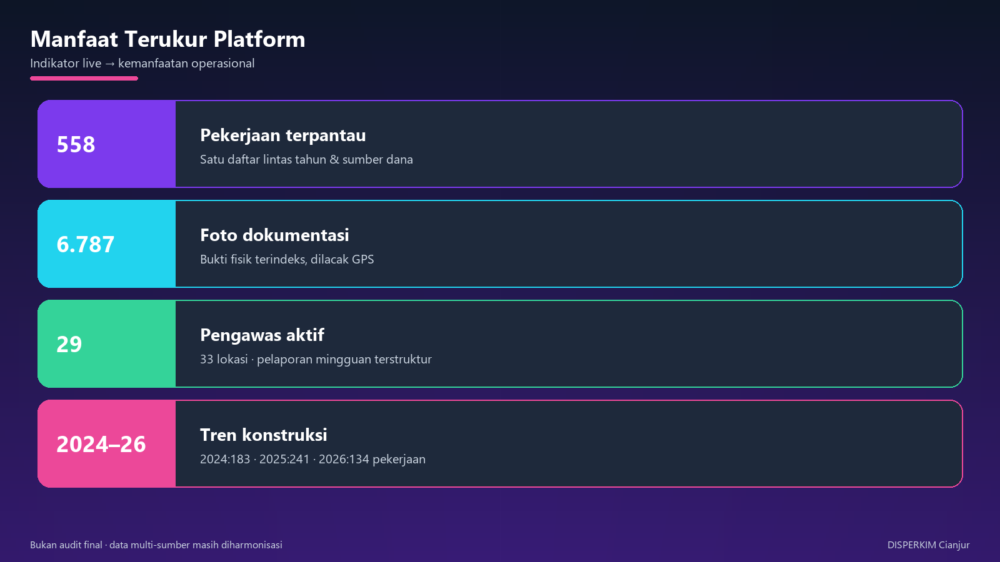 Manfaat Terukur Platform
Indikator live → kemanfaatan operasional
558
Pekerjaan terpantau
Satu daftar lintas tahun & sumber dana
6.787
Foto dokumentasi
Bukti fisik terindeks, dilacak GPS
29
Pengawas aktif
33 lokasi · pelaporan mingguan terstruktur
2024–26
Tren konstruksi
2024:183 · 2025:241 · 2026:134 pekerjaan
Bukan audit final · data multi-sumber masih diharmonisasi
DISPERKIM Cianjur